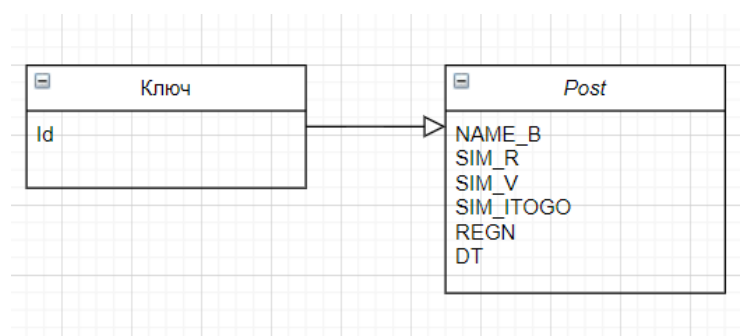 Ключ
Id
Post
NAME_B
SIM_R
SIM_V
SIM_ITOGO
REGN
DT